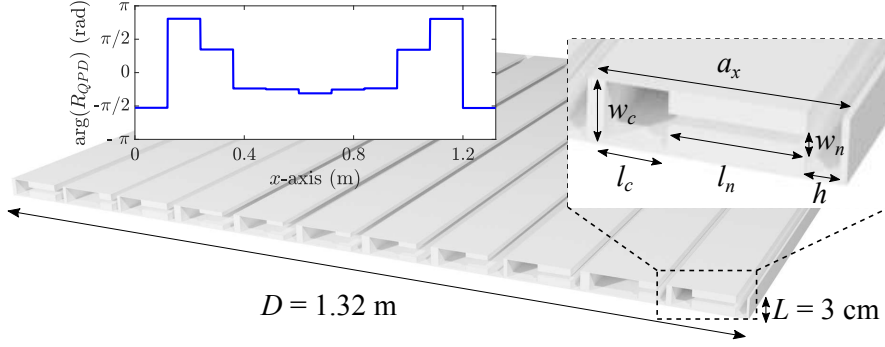 arg(R_QPD) (rad)
π
π/2
0
-π/2
- π
0
0.4
0.8
1.2
x-axis (m)
a_x
w_c
w_n
l_c
l_n
h
D = 1.32 m
L = 3 cm